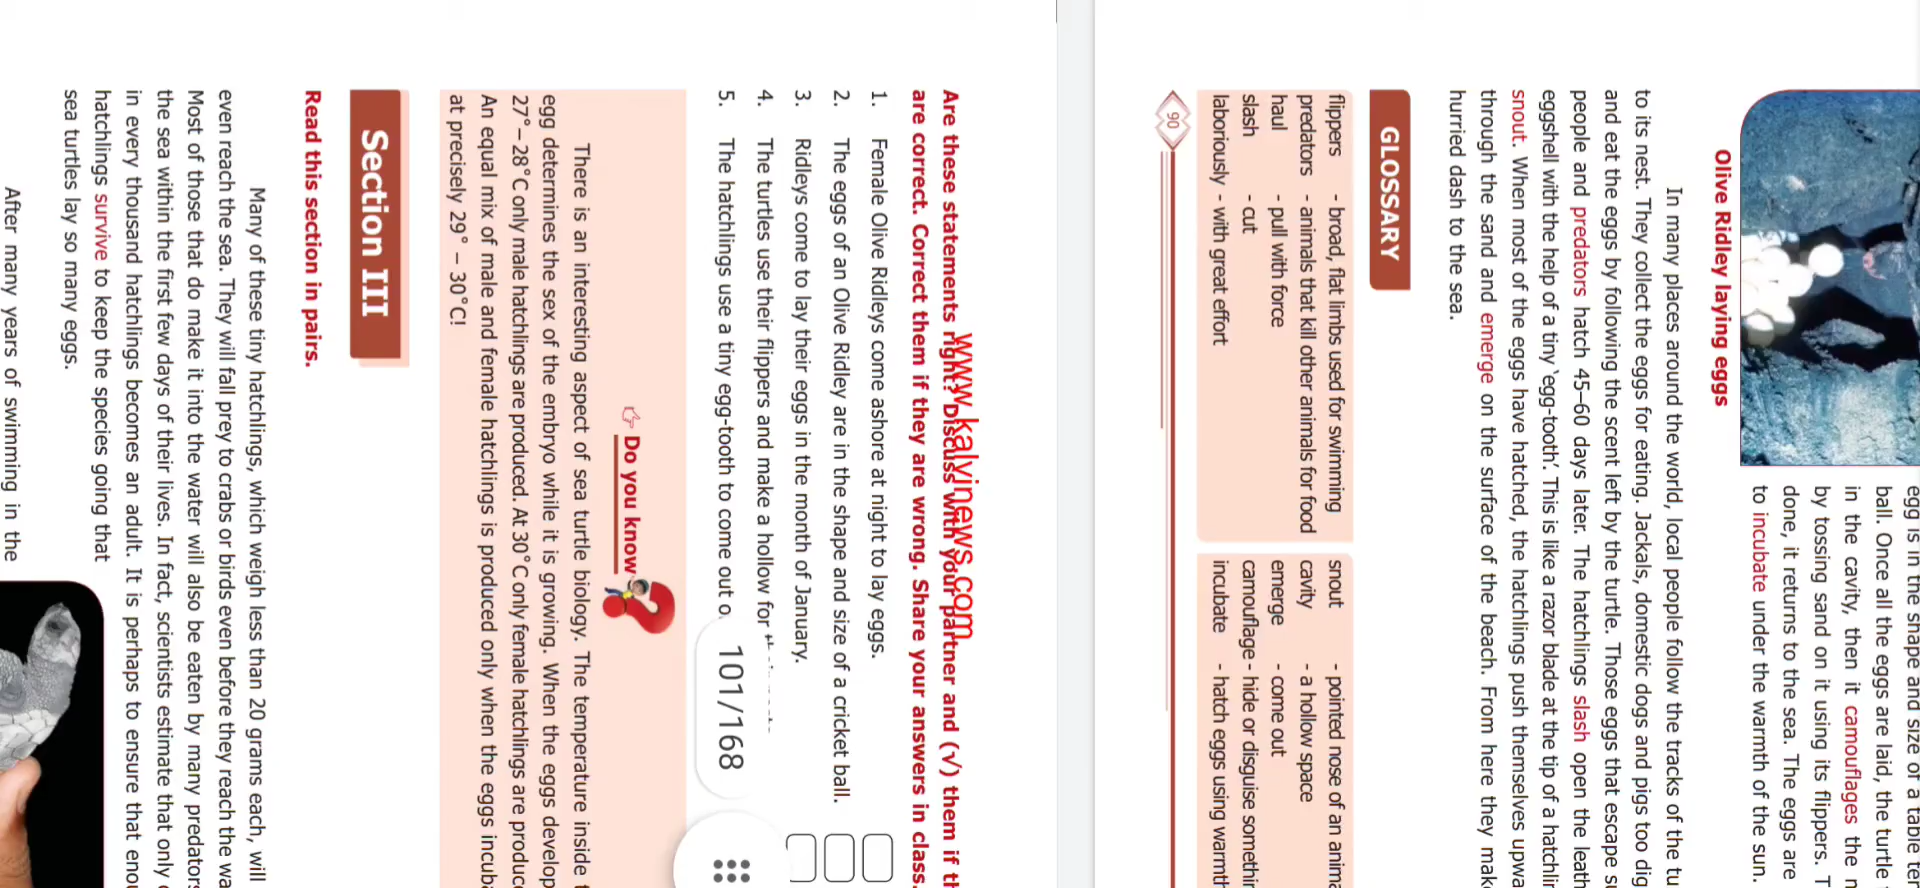 Olive Ridley laying eggs
egg is in the shape and size of a table
ball. Once all the eggs are laid, the turtle
in the cavity, then it camouflages the
by tossing sand on it using its flippers.
done, it returns to the sea. The eggs are
to incubate under the warmth of the sun.
In many places around the world, local people follow the tracks of the
to its nest. They collect the eggs for eating. Jackals, domestic dogs and pigs too dig
and eat the eggs by following the scent left by the turtle. Those eggs that escape
people and predators hatch 45–60 days later. The hatchlings slash open the
eggshell with the help of a tiny ‘egg-tooth’. This is like a razor blade at the tip of a
snout. When most of the eggs have hatched, the hatchlings push themselves
through the sand and emerge on the surface of the beach. From here they
hurried dash to the sea.
GLOSSARY
flippers - broad, flat limbs used for swimming
predators - animals that kill other animals for food
haul - pull with force
slash - cut
laboriously - with great effort
snout - pointed nose of an
cavity - a hollow space
emerge - come out
camouflage - hide or disguise
incubate - hatch eggs using
90
www.kalvinews.com
Are these statements right? Discuss with your partner and (√) them if
are correct. Correct them if they are wrong. Share your answers in class.
1. Female Olive Ridleys come ashore at night to lay eggs.
2. The eggs of an Olive Ridley are in the shape and size of a cricket ball.
3. Ridleys come to lay their eggs in the month of January.
4. The turtles use their flippers and make a hollow for
5. The hatchlings use a tiny egg-tooth to come out
101/168
Do you know
There is an interesting aspect of sea turtle biology. The temperature inside
egg determines the sex of the embryo while it is growing. When the eggs develop
27° – 28°C only male hatchlings are produced. At 30°C only female hatchlings are
An equal mix of male and female hatchlings is produced only when the eggs
at precisely 29° – 30°C!
Section III
Read this section in pairs.
Many of these tiny hatchlings, which weigh less than 20 grams each, will
even reach the sea. They will fall prey to crabs or birds even before they reach the
Most of those that do make it into the water will also be eaten by many
the sea within the first few days of their lives. In fact, scientists estimate that only
in every thousand hatchlings becomes an adult. It is perhaps to ensure that
hatchlings survive to keep the species going that
sea turtles lay so many eggs.
After many years of swimming in the